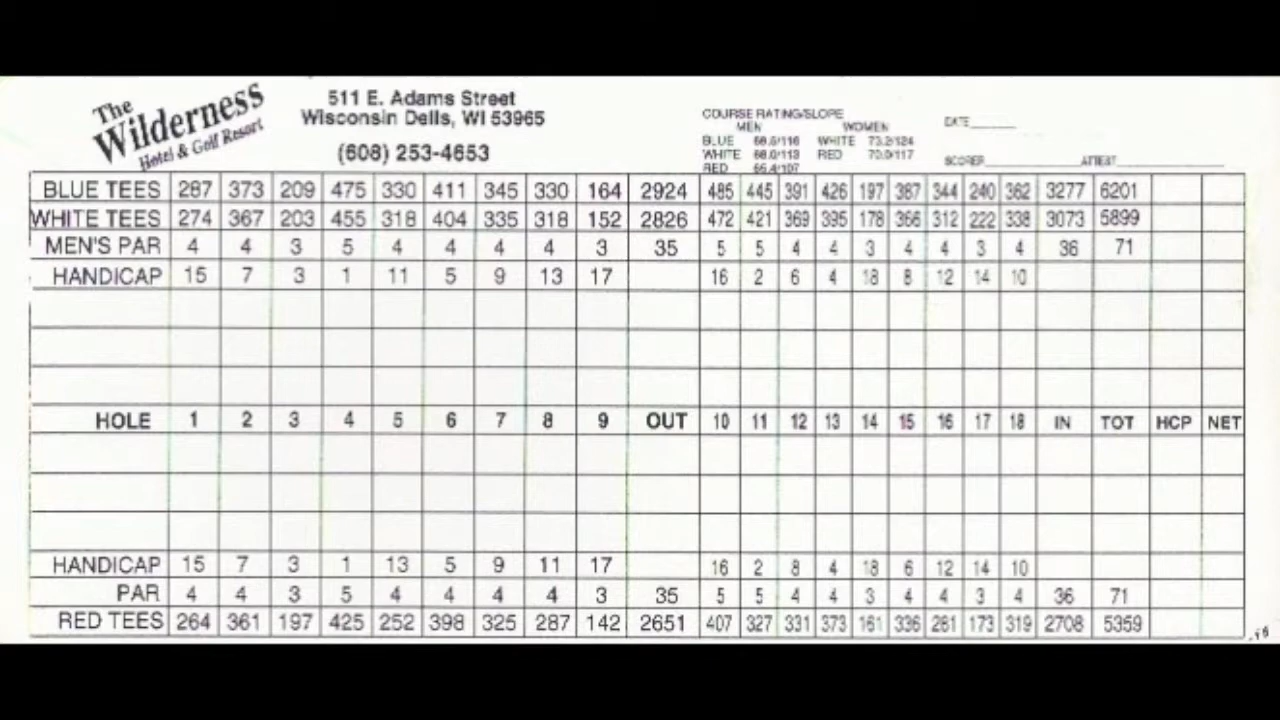 The
Wilderness
Hotel & Golf Resort
511 E. Adams Street
Wisconsin Dells, WI 53965
(608) 253-4653
COURSE RATING/SLOPE
MEN WOMEN
BLUE WHITE 73.2/124
WHITE 68.0/113 RED 70.0/117
RED
DATE
SCORER ATTEST
BLUE TEES 287 373 209 475 330 411 345 330 164 2924 485 445 391 426 197 387 344 240 362 3277 6201
WHITE TEES 274 367 203 455 318 404 335 318 152 2826 472 421 369 395 178 366 312 222 338 3073 5899
MEN'S PAR 4 4 3 5 4 4 4 4 3 35 5 5 4 4 3 4 4 3 4 36 71
HANDICAP 15 7 3 1 11 5 9 13 17 16 2 6 4 18 8 12 14 10
HOLE 1 2 3 4 5 6 7 8 9 OUT 10 11 12 13 14 15 16 17 18 IN TOT HCP NET
HANDICAP 15 7 3 1 13 5 9 11 17 16 2 8 4 18 6 12 14 10
PAR 4 4 3 5 4 4 4 4 3 35 5 5 4 4 3 4 4 3 4 36 71
RED TEES 264 361 197 425 252 398 325 287 142 2651 407 327 331 373 161 336 281 173 319 2708 5359